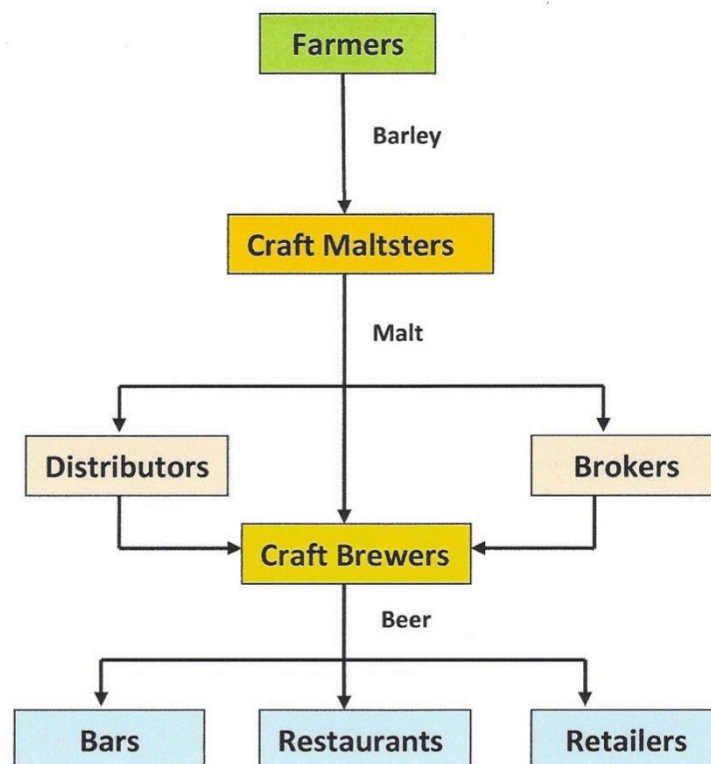 Farmers
Barley
Craft Maltsters
Malt
Distributors
Brokers
Craft Brewers
Beer
Bars
Restaurants
Retailers